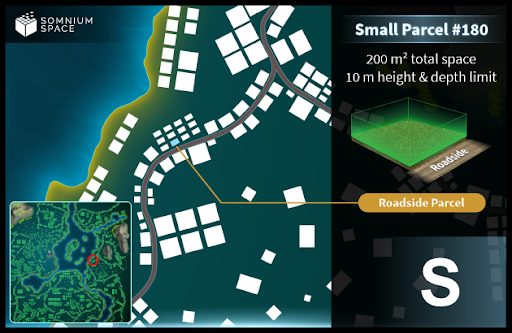 SOMNIUM
SPACE
Small Parcel #180
200 m² total space
10 m height & depth limit
Roadside
Roadside Parcel
S